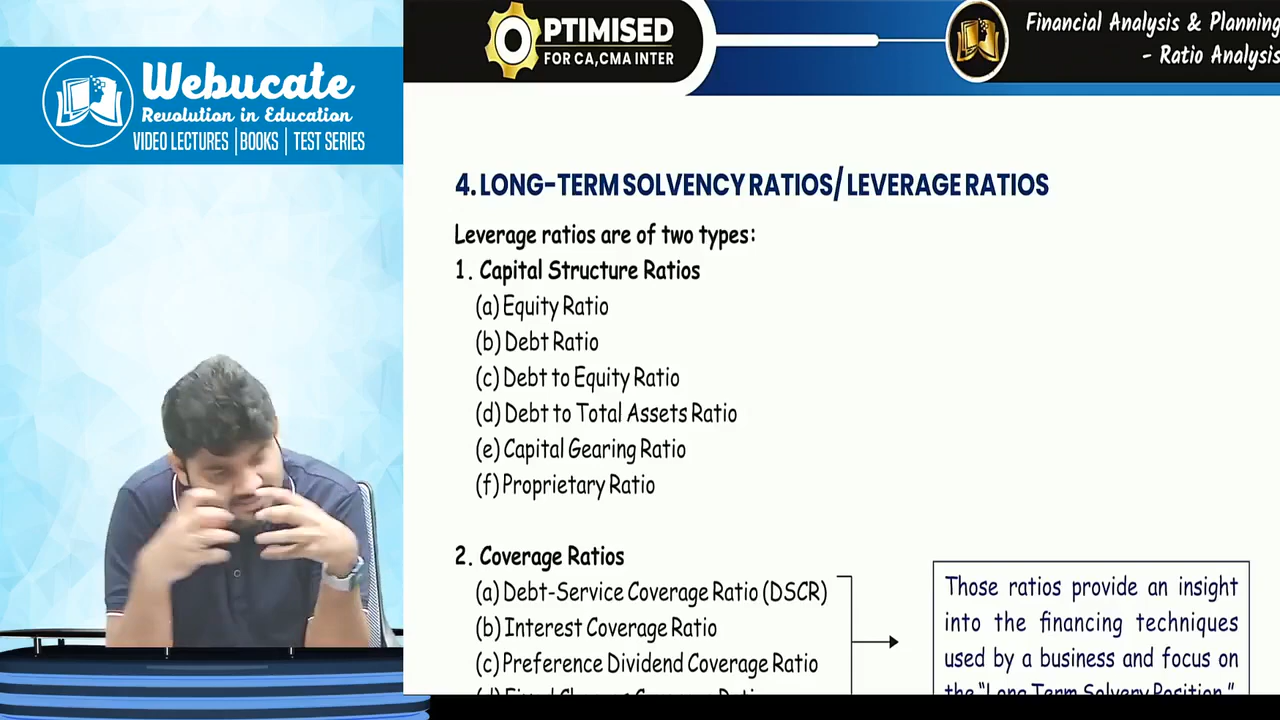 Webucate
Revolution in Education
VIDEO LECTURES | BOOKS | TEST SERIES
OPTIMISED
FOR CA,CMA INTER
Financial Analysis & Planning
- Ratio Analysis
4. LONG-TERM SOLVENCY RATIOS/ LEVERAGE RATIOS
Leverage ratios are of two types:
1. Capital Structure Ratios
(a) Equity Ratio
(b) Debt Ratio
(c) Debt to Equity Ratio
(d) Debt to Total Assets Ratio
(e) Capital Gearing Ratio
(f) Proprietary Ratio
2. Coverage Ratios
(a) Debt-Service Coverage Ratio (DSCR)
(b) Interest Coverage Ratio
(c) Preference Dividend Coverage Ratio
Those ratios provide an insight
into the financing techniques
used by a business and focus on
the "Long Term Solveny Position."